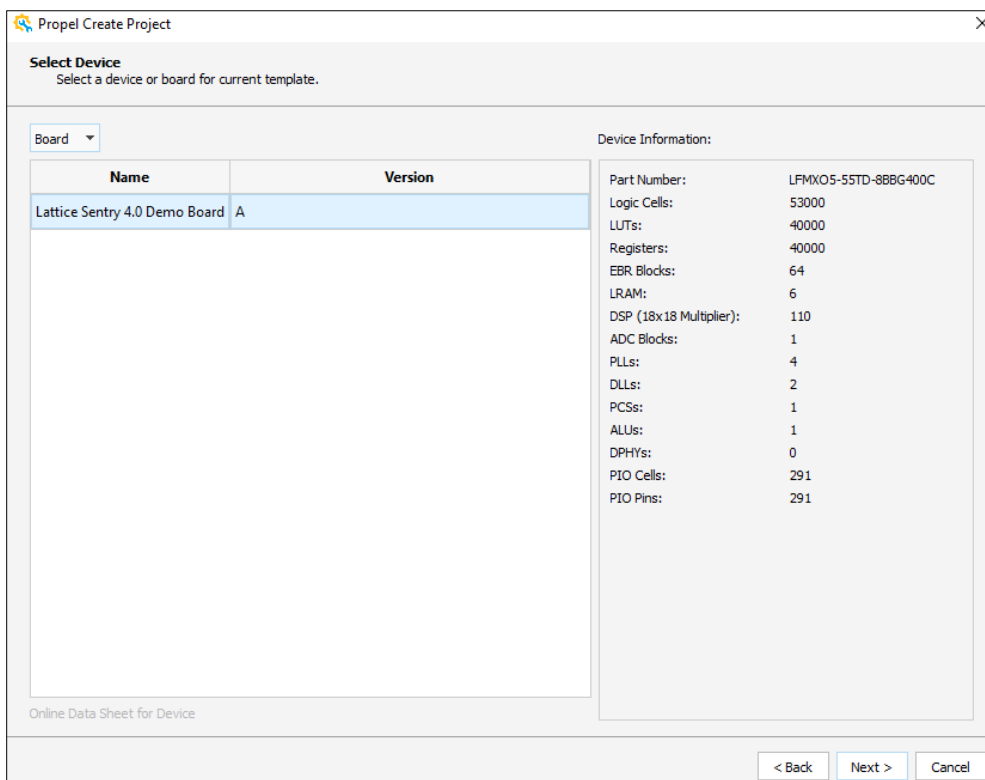 Propel Create Project
Select Device
Select a device or board for current template.
Board
Device Information:
Name Version
Lattice Sentry 4.0 Demo Board A
Part Number: LFMXO5-55TD-8BBG400C
Logic Cells: 53000
LUTs: 40000
Registers: 40000
EBR Blocks: 64
LRAM: 6
DSP (18x18 Multiplier): 110
ADC Blocks: 1
PLLs: 4
DLLs: 2
PCSs: 1
ALUs: 1
DPHYs: 0
PIO Cells: 291
PIO Pins: 291
Online Data Sheet for Device
< Back Next > Cancel